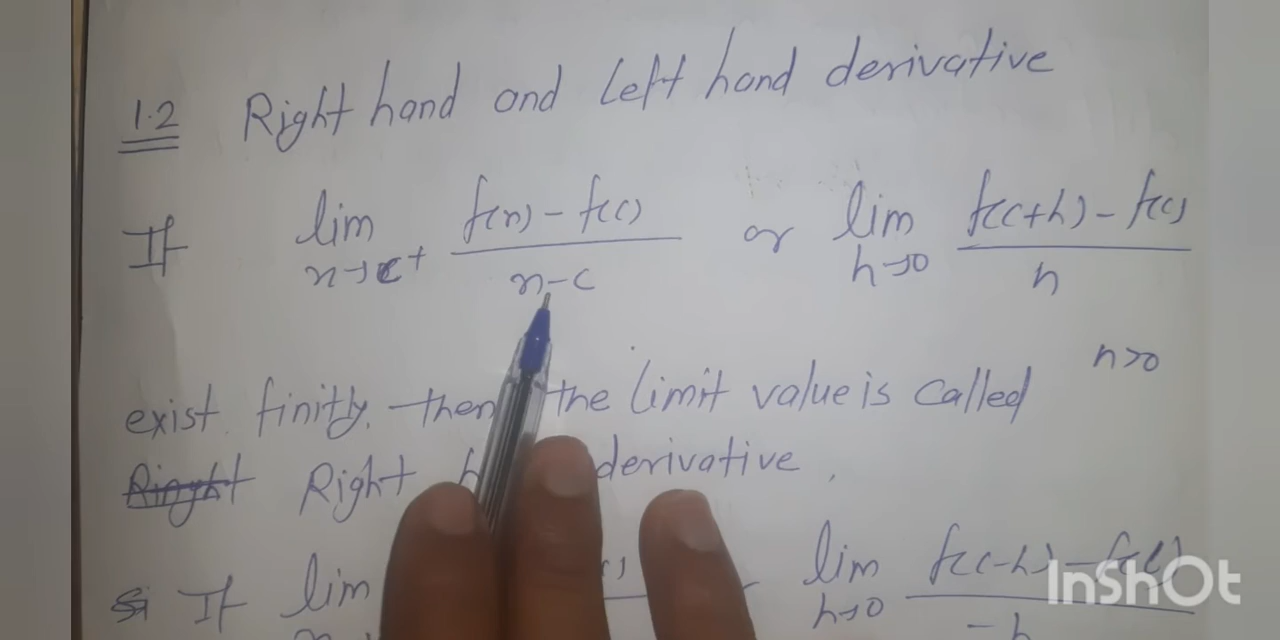 1.2 Right hand and left hand derivative
If lim x→c+ f(x) - f(c) / x-c or lim h→0 f(c+h) - f(c) / h
h>0
exist finitly, then the limit value is called
Right derivative.
If lim lim h→0 f(c-h) - f(c) / -h
InShOt